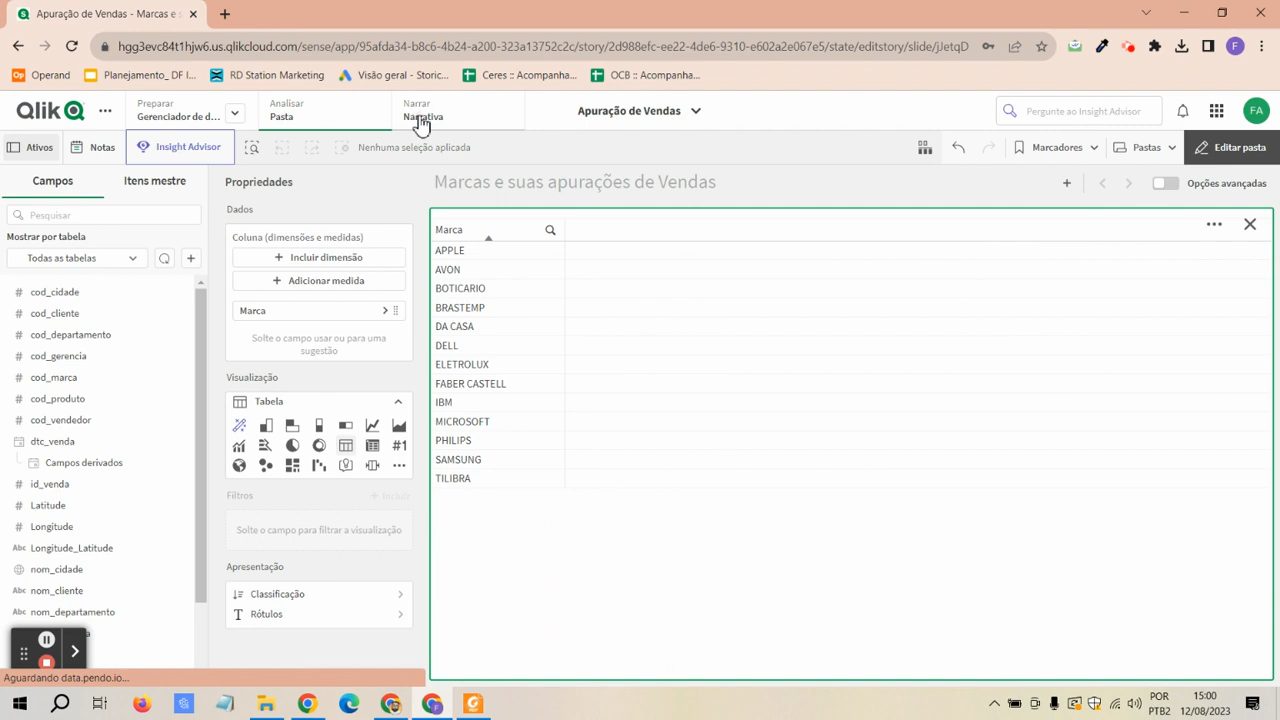 Apuração de Vendas - Marcas e s
hgg3evc84t1hjw6.us.qlikcloud.com/sense/app/95afda34-b8c6-4b24-a200-323a13752c2c/story/2d988efc-ee22-4de6-9310-e602a2e067e5/state/editstory/slide/jJetqD
F
Operand
Planejamento_ DF I...
RD Station Marketing
Visão geral - Storic...
Ceres :: Acompanha...
OCB :: Acompanha...
Qlik
Preparar
Gerenciador de d...
Analisar
Pasta
Narrar
Narrativa
Apuração de Vendas
Pergunte ao Insight Advisor
FA
Ativos
Notas
Insight Advisor
Nenhuma seleção aplicada
Marcadores
Pastas
Editar pasta
Campos
Itens mestre
Pesquisar
Mostrar por tabela
Todas as tabelas
# cod_cidade
# cod_cliente
# cod_departamento
# cod_gerencia
# cod_marca
# cod_produto
# cod_vendedor
dtc_venda
Campos derivados
# id_venda
# Latitude
# Longitude
Abc Longitude_Latitude
nom_cidade
Abc nom_cliente
Abc nom_departamento
Propriedades
Dados
Coluna (dimensões e medidas)
+ Incluir dimensão
+ Adicionar medida
Marca
Solte o campo usar ou para uma
sugestão
Visualização
Tabela
#1
Filtros
+ Incluir
Solte o campo para filtrar a visualização
Apresentação
Classificação
T Rótulos
Marcas e suas apurações de Vendas
Opções avançadas
Marca
APPLE
AVON
BOTICARIO
BRASTEMP
DA CASA
DELL
ELETROLUX
FABER CASTELL
IBM
MICROSOFT
PHILIPS
SAMSUNG
TILIBRA
Aguardando data.pendo.io...
POR
PTB2
15:00
12/08/2023